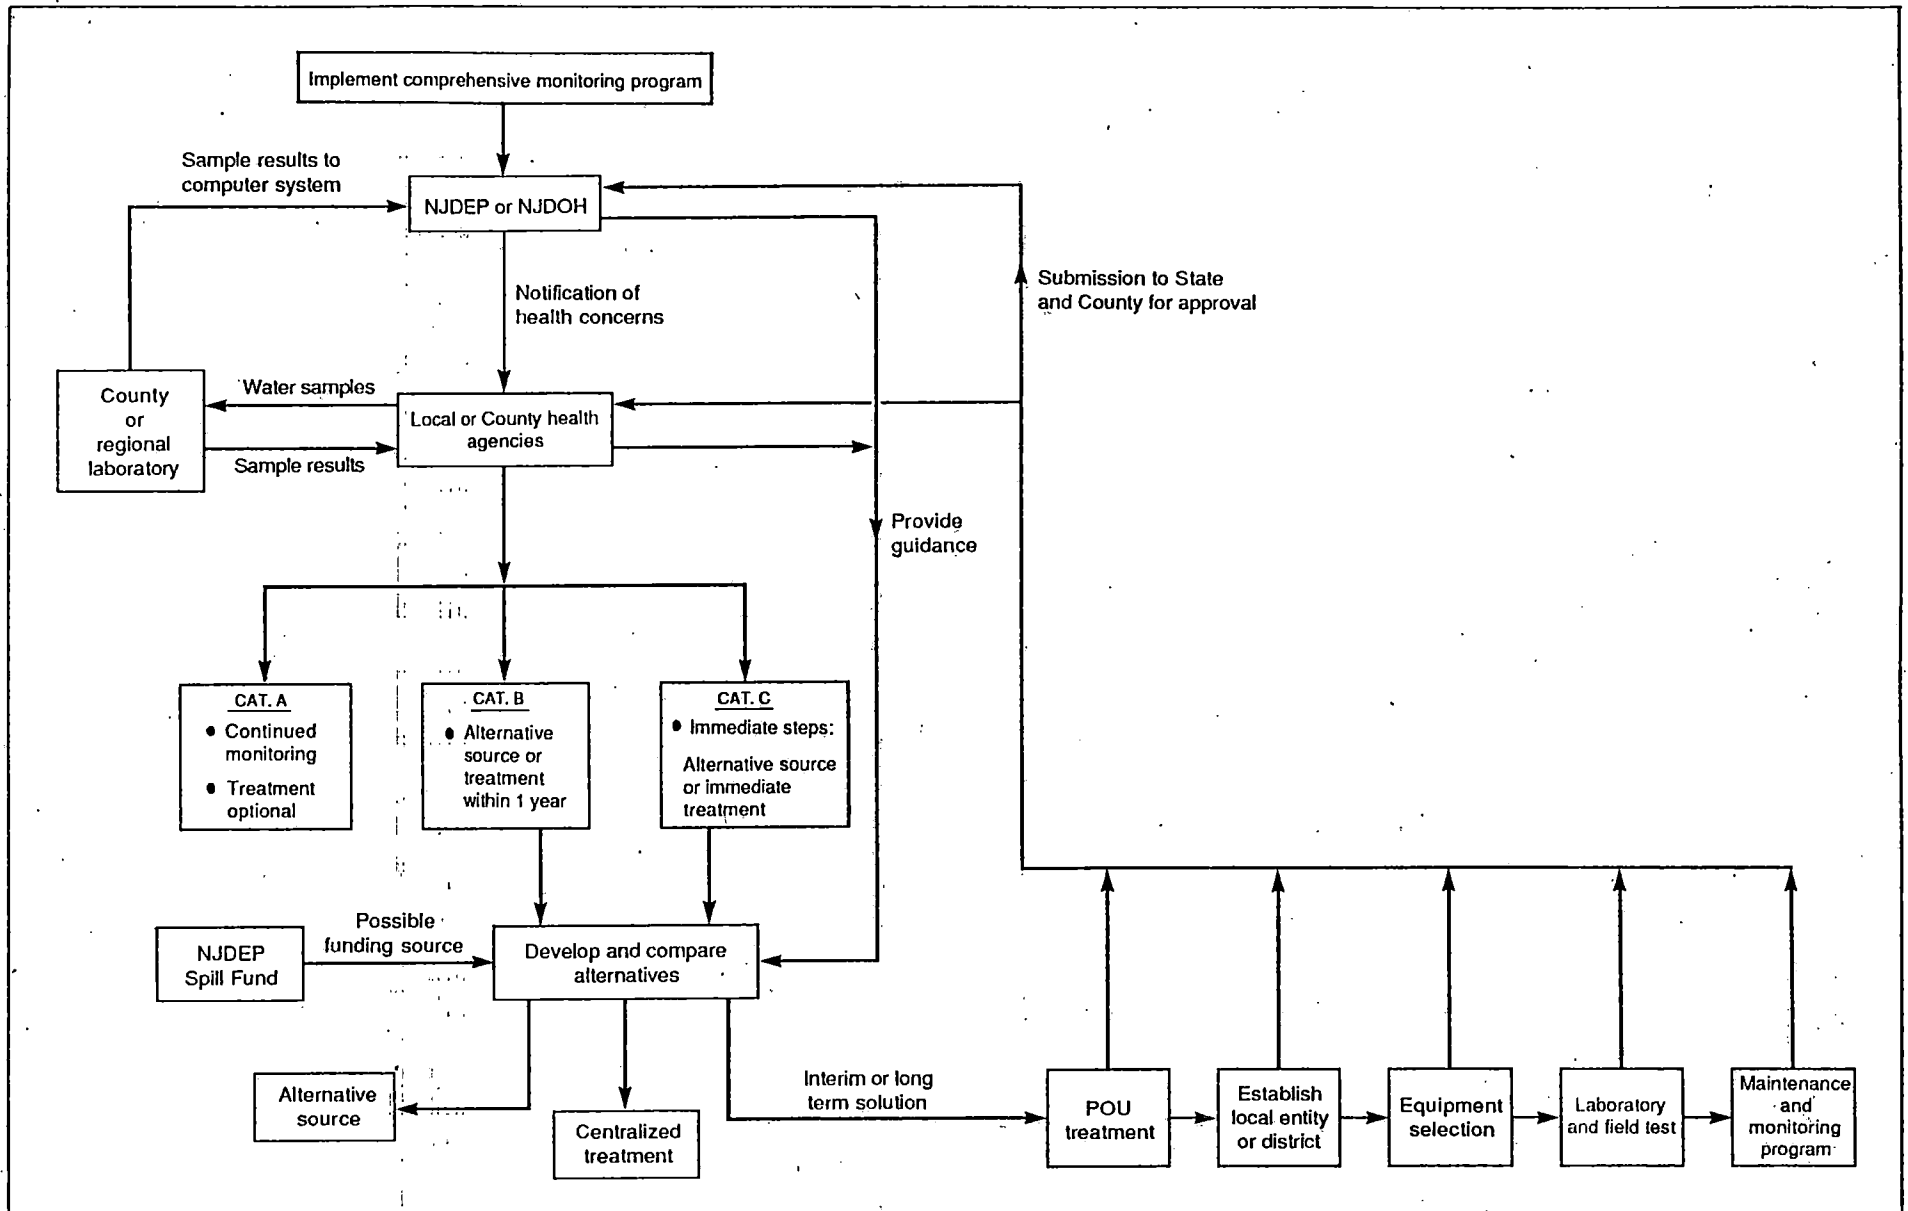 Implement comprehensive monitoring program
Sample results to
computer system
NJDEP or NJDOH
Notification of
health concerns
Submission to State
and County for approval
County
or
regional
laboratory
Water samples
Sample results
Local or County health
agencies
Provide
guidance
CAT. A
● Continued
monitoring
● Treatment
optional
CAT. B
● Alternative
source or
treatment
within 1 year
CAT. C
● Immediate steps:
Alternative source
or immediate
treatment
NJDEP
Spill Fund
Possible
funding source
Develop and compare
alternatives
Alternative
source
Centralized
treatment
Interim or long
term solution
POU
treatment
Establish
local entity
or district
Equipment
selection
Laboratory
and field test
Maintenance
and
monitoring
program